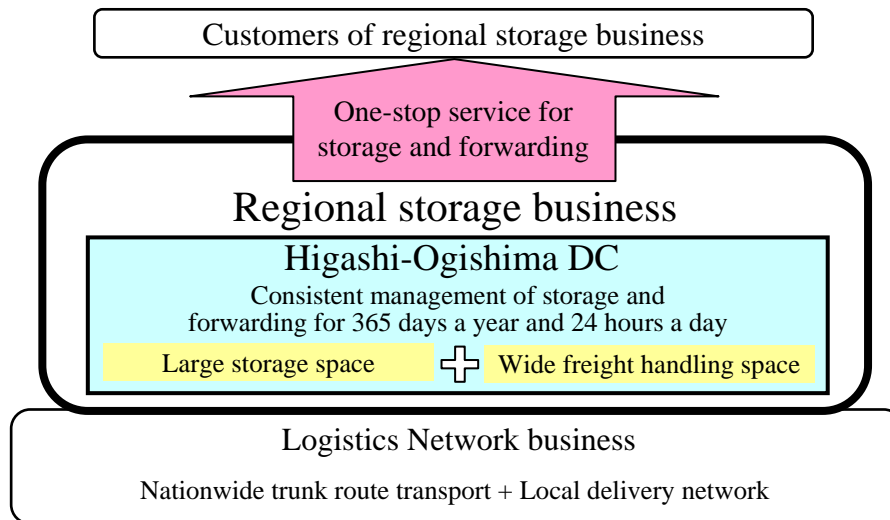 Customers of regional storage business
One-stop service for
storage and forwarding
Regional storage business
Higashi-Ogishima DC
Consistent management of storage and
forwarding for 365 days a year and 24 hours a day
Large storage space
Wide freight handling space
Logistics Network business
Nationwide trunk route transport + Local delivery network